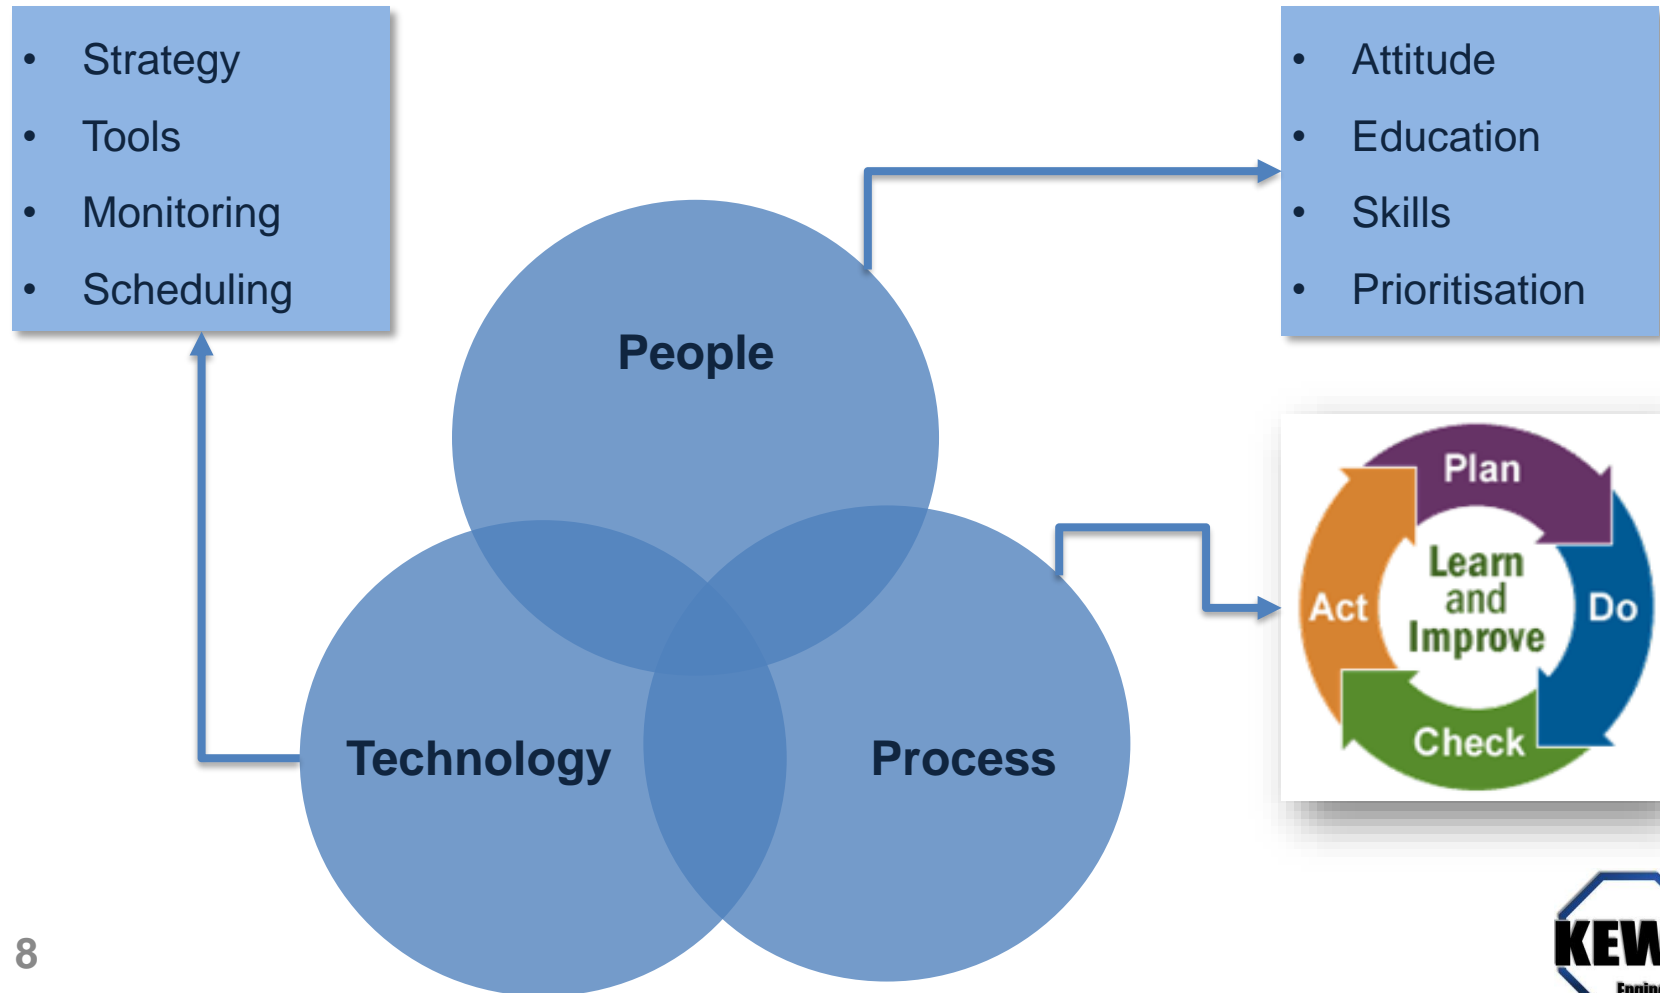 • Strategy
• Tools
• Monitoring
• Scheduling
• Attitude
• Education
• Skills
• Prioritisation
People
Technology
Process
Plan
Do
Check
Act
Learn
and
Improve
8